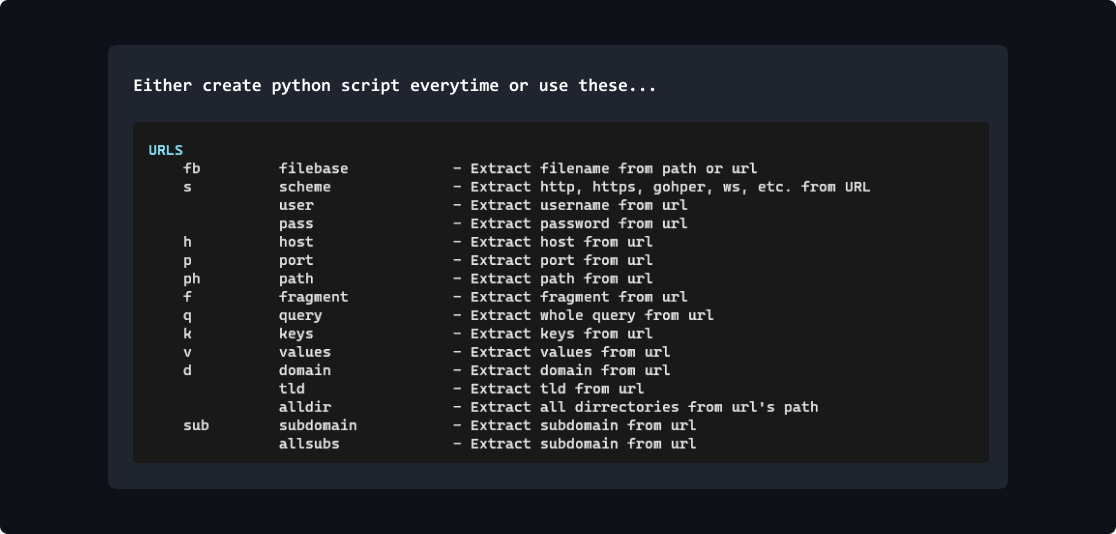 Either create python script everytime or use these...
URLS
fb filebase - Extract filename from path or url
s scheme - Extract http, https, gohper, ws, etc. from URL
user - Extract username from url
pass - Extract password from url
h host - Extract host from url
p port - Extract port from url
ph path - Extract path from url
f fragment - Extract fragment from url
q query - Extract whole query from url
k keys - Extract keys from url
v values - Extract values from url
d domain - Extract domain from url
tld - Extract tld from url
alldir - Extract all dirrectories from url's path
sub subdomain - Extract subdomain from url
allsubs - Extract subdomain from url